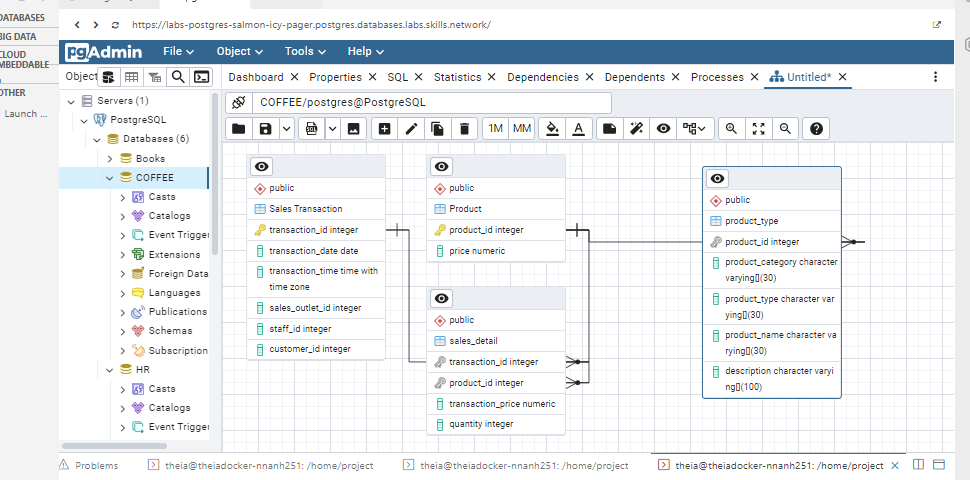 DATABASES
BIG DATA
CLOUD
EMBEDDABLE
OTHER
Launch ...
https://labs-postgres-salmon-icy-pager.postgres.databases.labs.skills.network/
pgAdmin File Object Tools Help
Object
Dashboard Properties SQL Statistics Dependencies Dependents Processes Untitled*
COFFEE/postgres@PostgreSQL
1M MM
Servers (1)
PostgreSQL
Databases (6)
Books
COFFEE
Casts
Catalogs
Event Trigger
Extensions
Foreign Data
Languages
Publications
Schemas
Subscription
HR
Casts
Catalogs
Event Trigger
public
Sales Transaction
transaction_id integer
transaction_date date
transaction_time time with
time zone
sales_outlet_id integer
staff_id integer
customer_id integer
public
Product
product_id integer
price numeric
public
sales_detail
transaction_id integer
product_id integer
transaction_price numeric
quantity integer
public
product_type
product_id integer
product_category character
varying[](30)
product_type character var
ying[](30)
product_name character va
rying[](30)
description character varyi
ng[](100)
Problems theia@theiadocker-nnanh251: /home/project theia@theiadocker-nnanh251: /home/project theia@theiadocker-nnanh251: /home/project